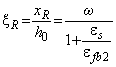 ξ_R = x_R / h_0 = ω / (1 + ε_s / ε_fb2)